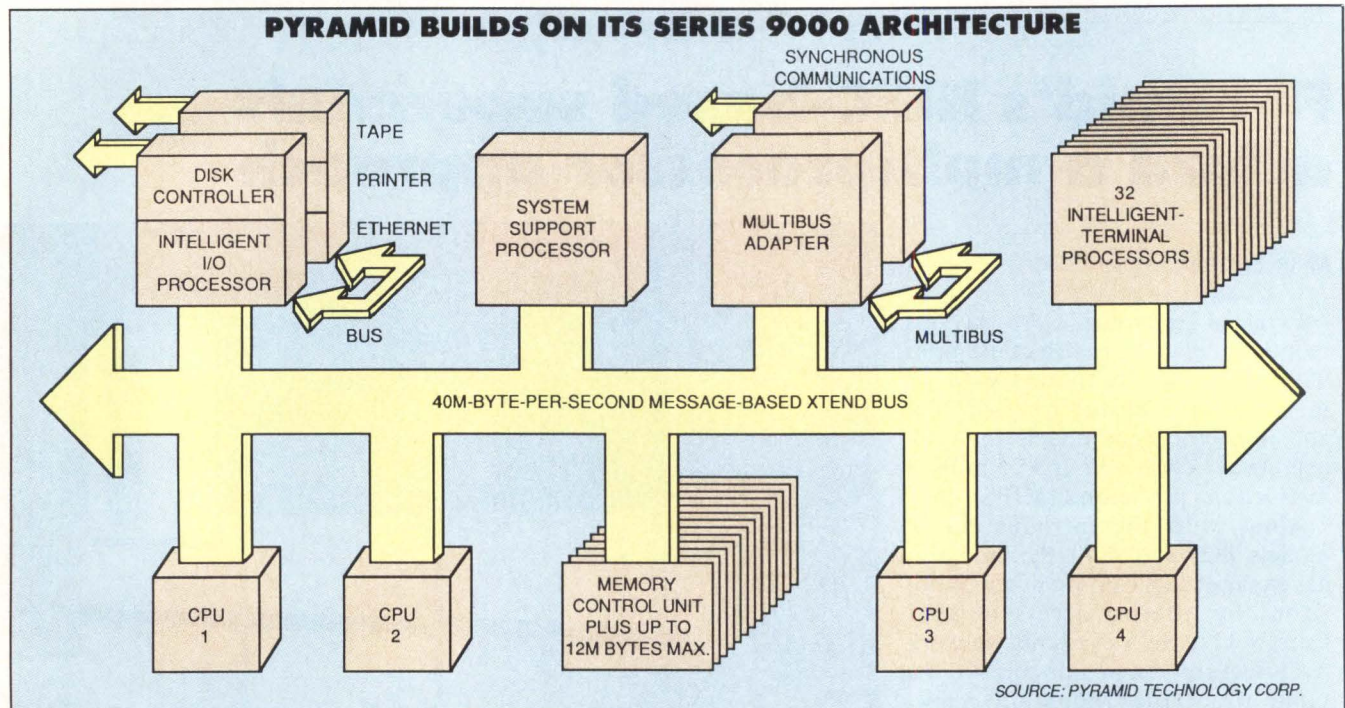 PYRAMID BUILDS ON ITS SERIES 9000 ARCHITECTURE
SYNCHRONOUS
COMMUNICATIONS
TAPE
PRINTER
ETHERNET
DISK
CONTROLLER
INTELLIGENT
I/O
PROCESSOR
BUS
SYSTEM
SUPPORT
PROCESSOR
MULTIBUS
ADAPTER
MULTIBUS
32
INTELLIGENT-
TERMINAL
PROCESSORS
40M-BYTE-PER-SECOND MESSAGE-BASED XTEND BUS
CPU
1
CPU
2
MEMORY
CONTROL UNIT
PLUS UP TO
12M BYTES MAX.
CPU
3
CPU
4
SOURCE: PYRAMID TECHNOLOGY CORP.